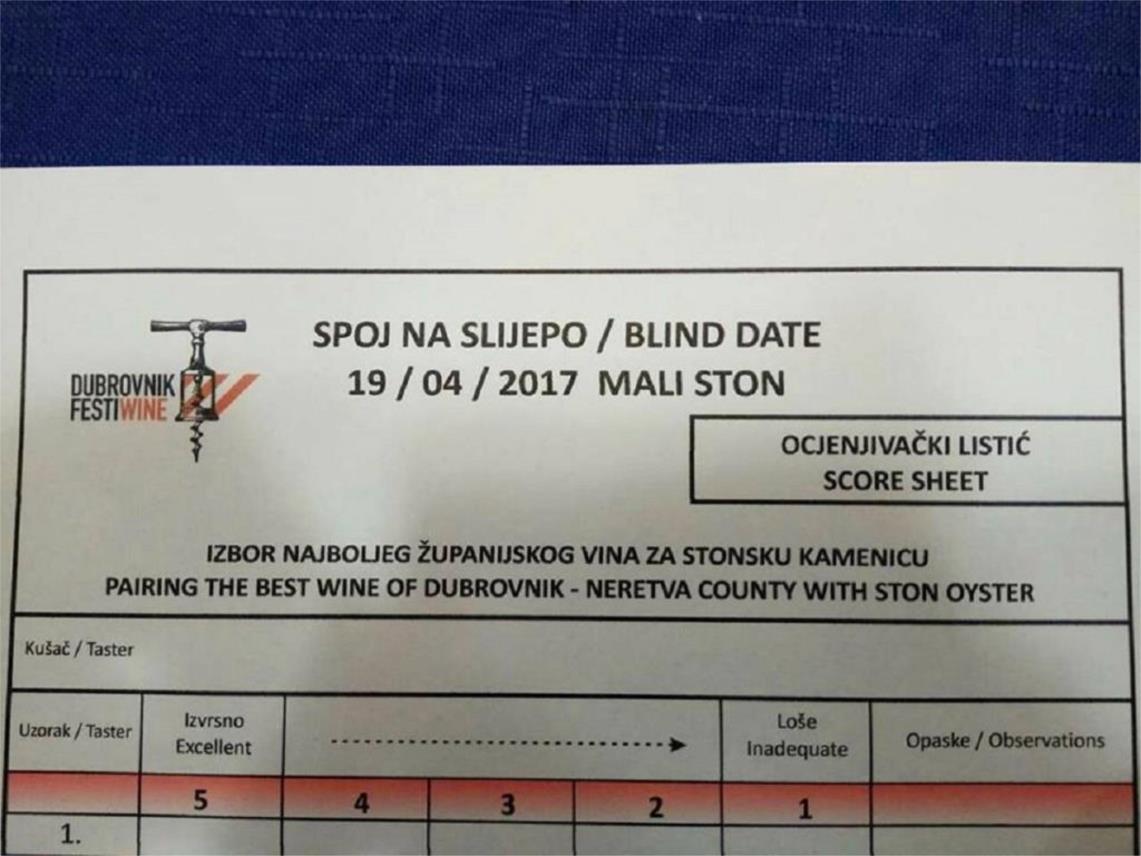 SPOJ NA SLIJEPO / BLIND DATE
19 / 04 / 2017 MALI STON
DUBROVNIK
FESTIWINE
OCJENJIVAČKI LISTIĆ
SCORE SHEET
IZBOR NAJBOLJEG ŽUPANIJSKOG VINA ZA STONSKU KAMENICU
PAIRING THE BEST WINE OF DUBROVNIK - NERETVA COUNTY WITH STON OYSTER
Kušač / Taster
Uzorak / Taster
Izvrsno
Excellent
Loše
Inadequate
Opaske / Observations
5 4 3 2 1
1.